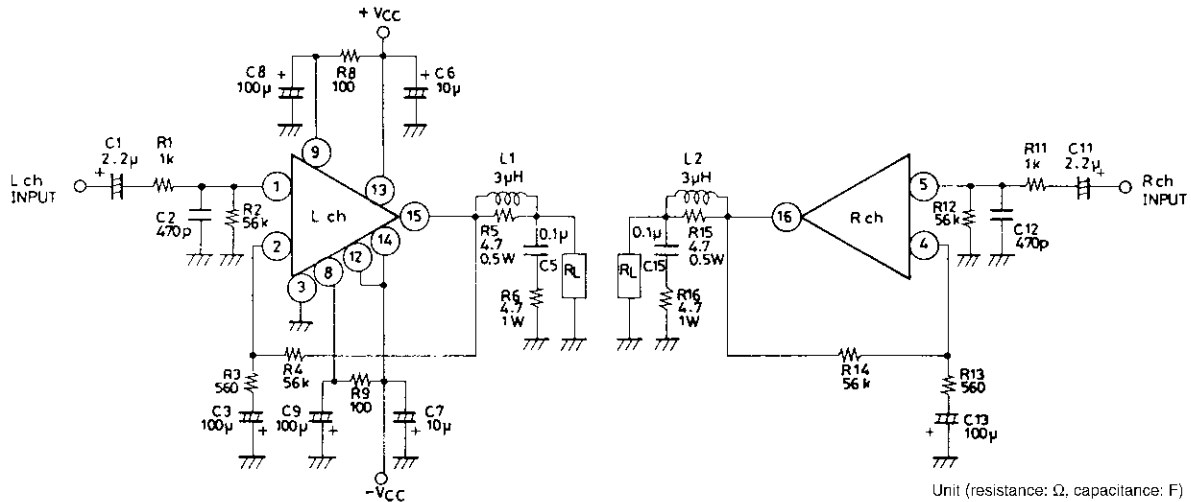 + Vcc
C8
100μ
R8
100
C6
10μ
L ch
INPUT
C1
2.2μ
R1
1k
C2
470p
R2
56k
1
2
3
8
9
12
13
14
15
L ch
L1
3μH
R5
4.7
0.5W
0.1μ
C5
RL
R6
4.7
1W
R3
560
R4
56k
C3
100μ
C9
100μ
R9
100
C7
10μ
-Vcc
L2
3μH
0.1μ
C15
RL
R15
4.7
0.5W
R16
4.7
1W
16
R ch
5
4
R11
1k
C11
2.2μ
R ch
INPUT
R12
56k
C12
470p
R14
56k
R13
560
C13
100μ
Unit (resistance: Ω, capacitance: F)